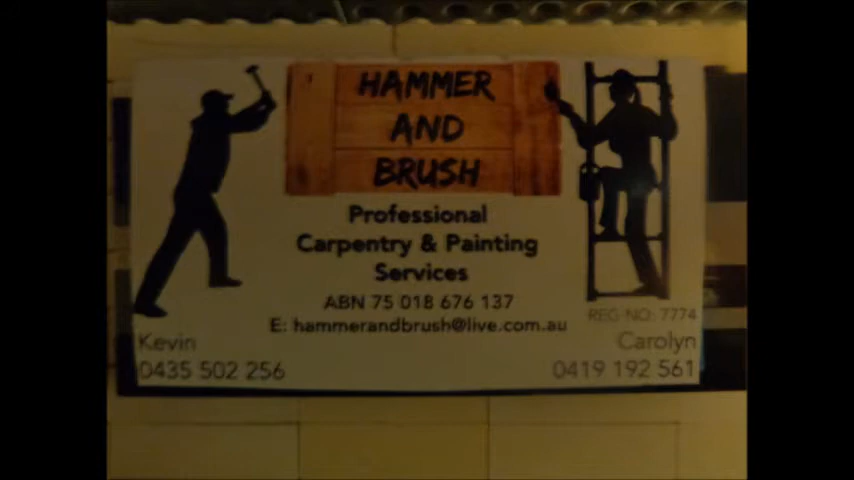 HAMMER
AND
BRUSH
Professional
Carpentry & Painting
Services
ABN 75 018 676 137
E: hammerandbrush@live.com.au
REG NO: 7774
Kevin
0435 502 256
Carolyn
0419 192 561